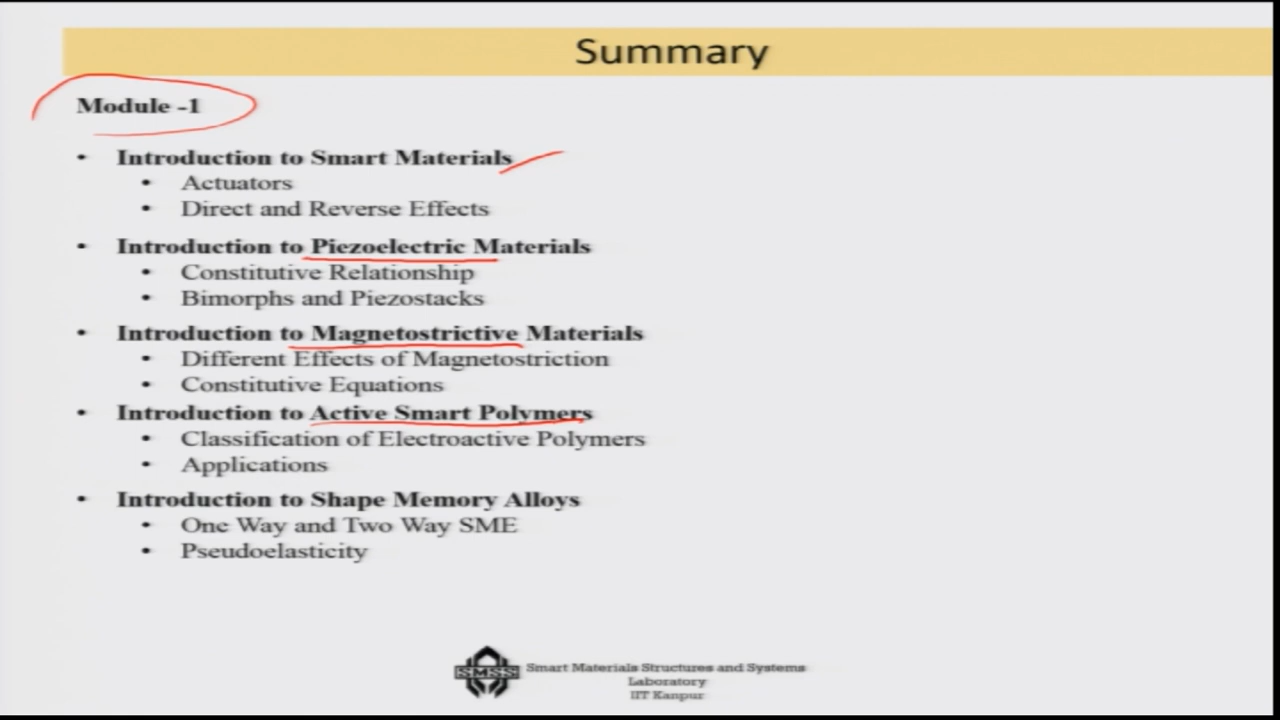 Summary
Module -1
• Introduction to Smart Materials
• Actuators
• Direct and Reverse Effects
• Introduction to Piezoelectric Materials
• Constitutive Relationship
• Bimorphs and Piezostacks
• Introduction to Magnetostrictive Materials
• Different Effects of Magnetostriction
• Constitutive Equations
• Introduction to Active Smart Polymers
• Classification of Electroactive Polymers
• Applications
• Introduction to Shape Memory Alloys
• One Way and Two Way SME
• Pseudoelasticity
SMSS
Smart Materials Structures and Systems
Laboratory
IIT Kanpur